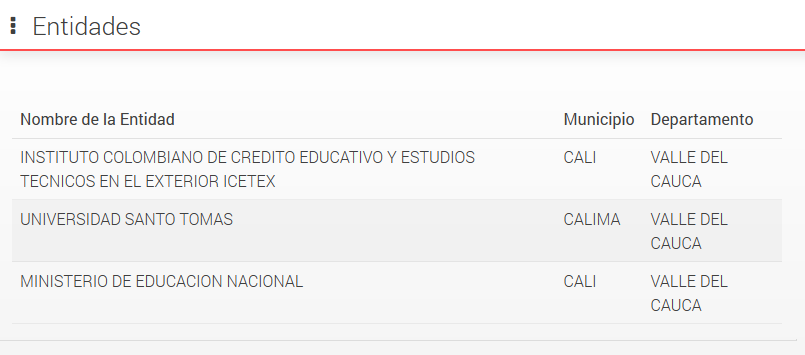 Entidades
Nombre de la Entidad Municipio Departamento
INSTITUTO COLOMBIANO DE CREDITO EDUCATIVO Y ESTUDIOS CALI VALLE DEL
TECNICOS EN EL EXTERIOR ICETEX CAUCA
UNIVERSIDAD SANTO TOMAS CALIMA VALLE DEL
CAUCA
MINISTERIO DE EDUCACION NACIONAL CALI VALLE DEL
CAUCA